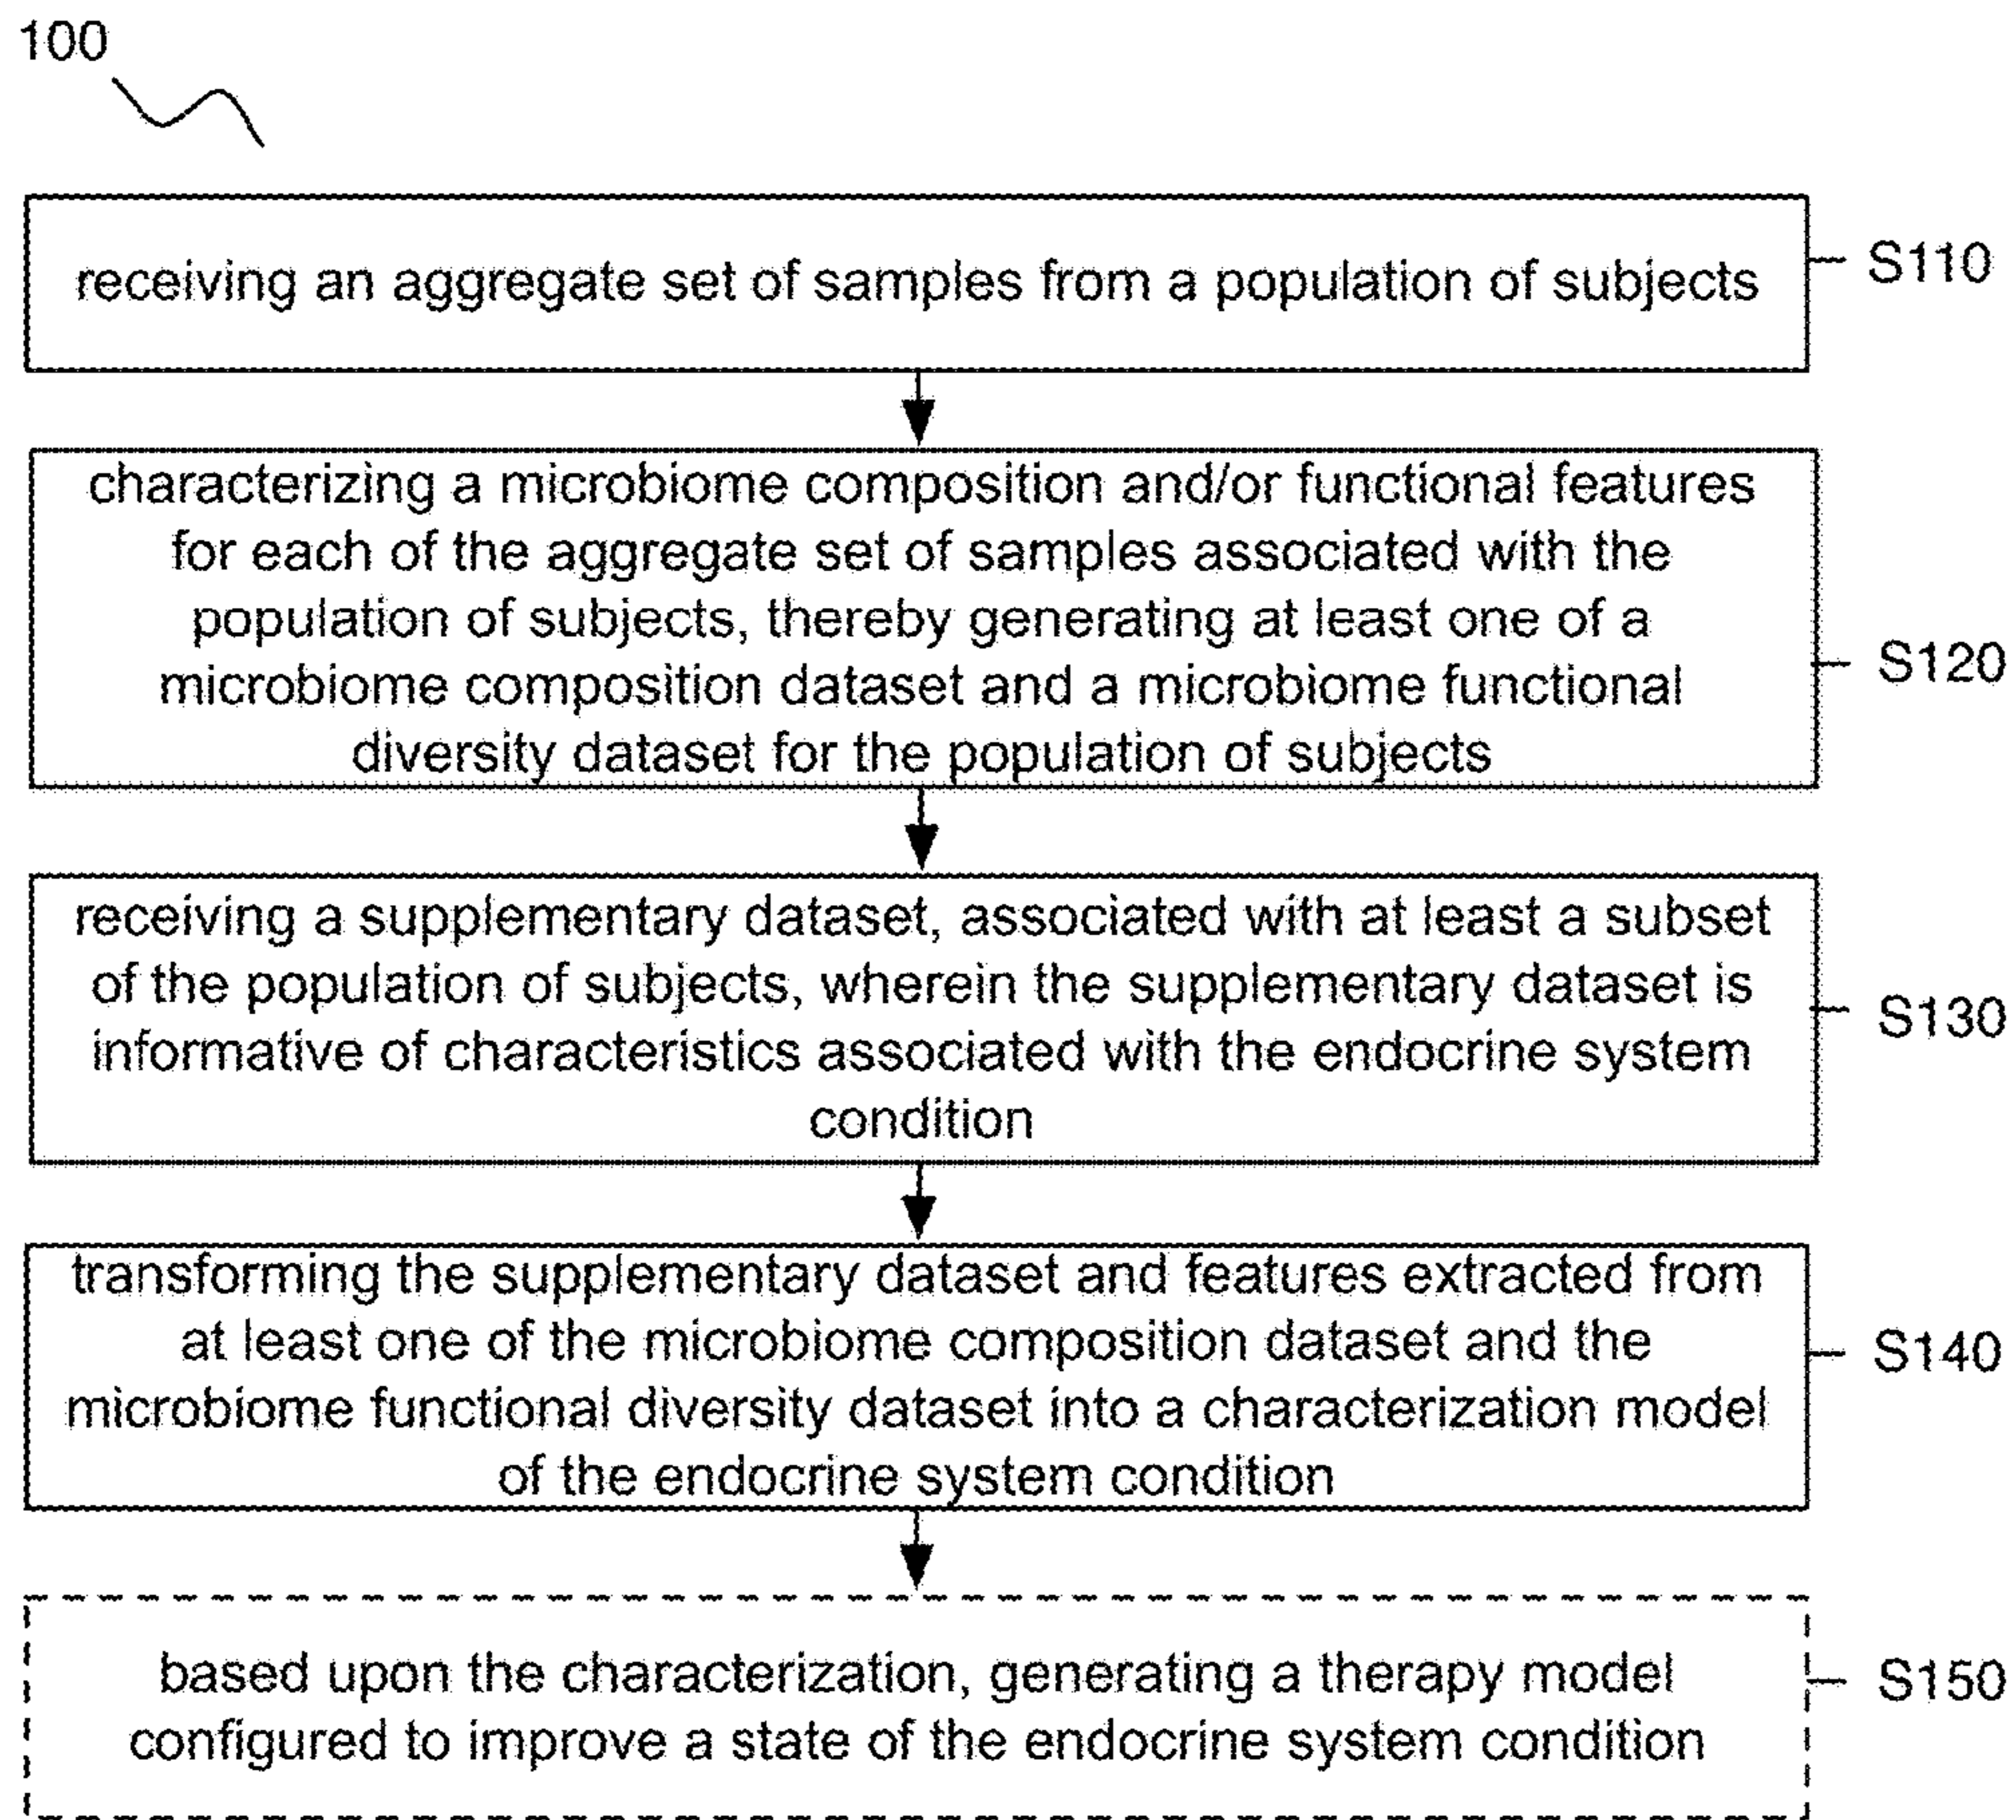 100
receiving an aggregate set of samples from a population of subjects
S110
characterizing a microbiome composition and/or functional features
for each of the aggregate set of samples associated with the
population of subjects, thereby generating at least one of a
microbiome composition dataset and a microbiome functional
diversity dataset for the population of subjects
S120
receiving a supplementary dataset, associated with at least a subset
of the population of subjects, wherein the supplementary dataset is
informative of characteristics associated with the endocrine system
condition
S130
transforming the supplementary dataset and features extracted from
at least one of the microbiome composition dataset and the
microbiome functional diversity dataset into a characterization model
of the endocrine system condition
S140
based upon the characterization, generating a therapy model
configured to improve a state of the endocrine system condition
S150